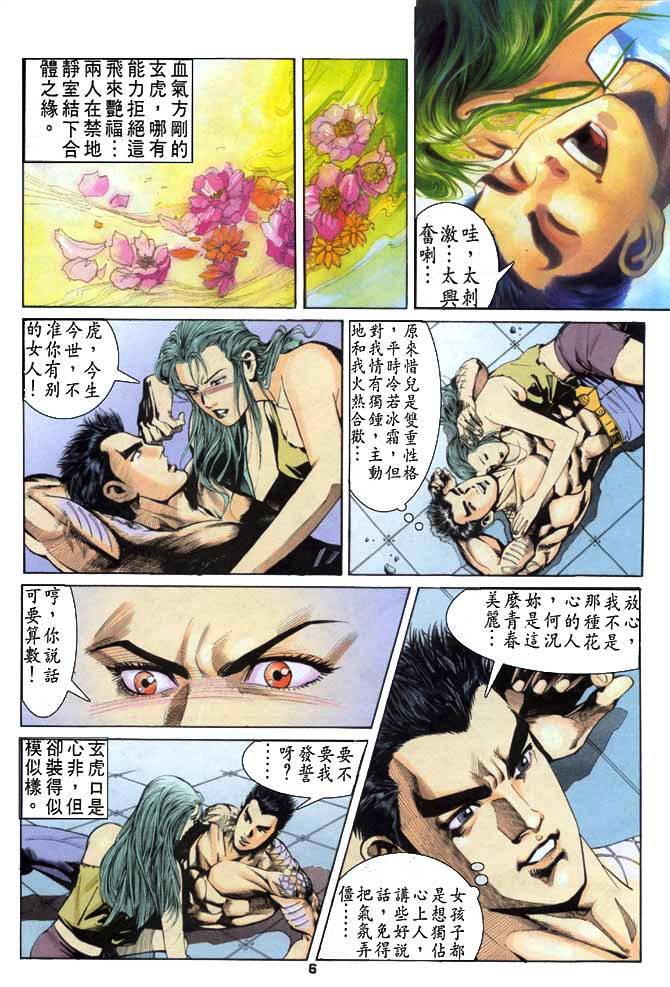 哇，太刺
激…太興
奮喇…
血氣方剛的
玄虎，哪有
能力拒絕這
飛來艷福…
兩人在禁地
靜室結下合
體之緣。
原來惜兒是雙重性格
，平時冷若冰霜，但
對我情有獨鍾，主動
地和我火熱合歡…
虎，今生
今世，不
准你有別
的女人！
放心，
我不是
那種花
心的人
，何況
妳是這
麼青春
美麗…
哼，你說話
可要算數！
要不
要我
發誓
呀？
……
玄虎口是
心非，但
卻裝得似
模似樣。
女孩子都
是想獨佔
心上人，
講些好說
話，免得
把氣氛弄
僵……
6